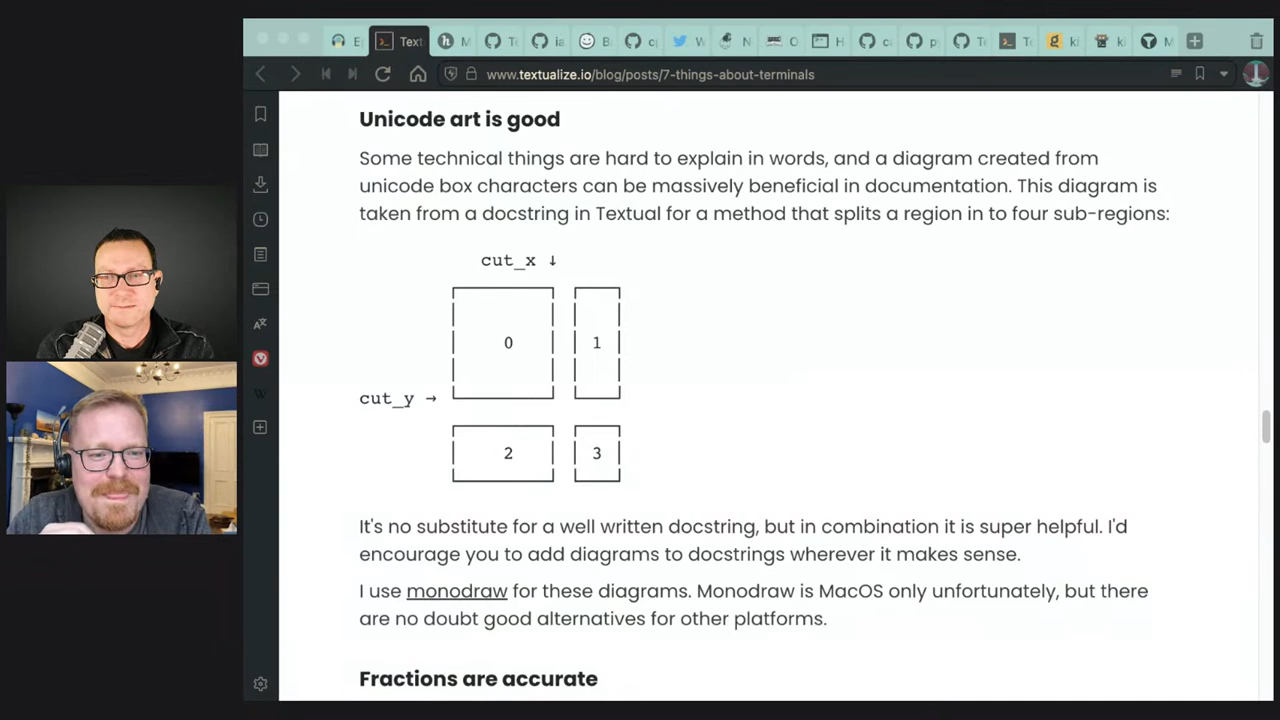 E
Text
M
T
ia
B
c
W
N
O
H
c
p
T
T
ki
ki
M
www.textualize.io/blog/posts/7-things-about-terminals
Unicode art is good
Some technical things are hard to explain in words, and a diagram created from
unicode box characters can be massively beneficial in documentation. This diagram is
taken from a docstring in Textual for a method that splits a region in to four sub-regions:
cut_x ↓
0 1
cut_y →
2 3
It's no substitute for a well written docstring, but in combination it is super helpful. I'd
encourage you to add diagrams to docstrings wherever it makes sense.
I use monodraw for these diagrams. Monodraw is MacOS only unfortunately, but there
are no doubt good alternatives for other platforms.
Fractions are accurate